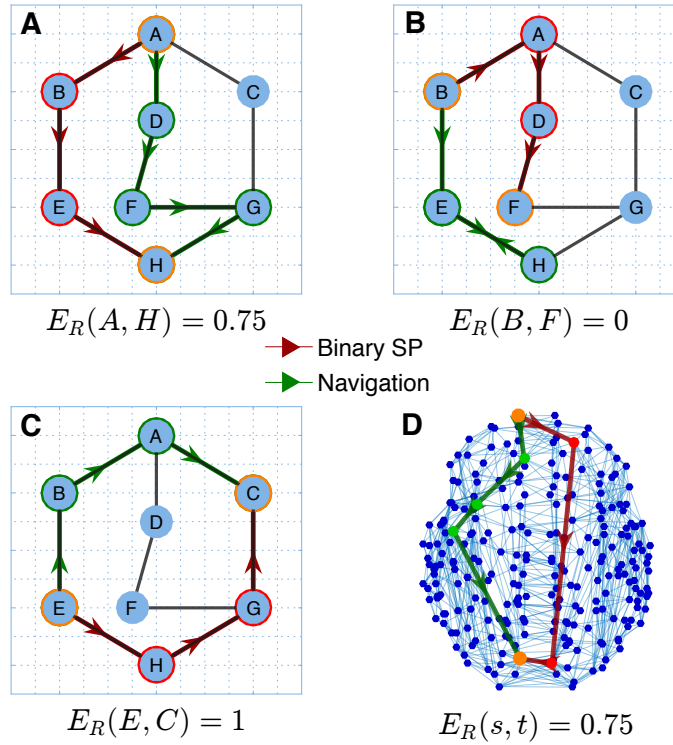 A
A
B
C
D
E
F
G
H
E_R(A, H) = 0.75
B
A
B
C
D
E
F
G
H
E_R(B, F) = 0
Binary SP
Navigation
C
A
B
C
D
E
F
G
H
E_R(E, C) = 1
D
E_R(s, t) = 0.75